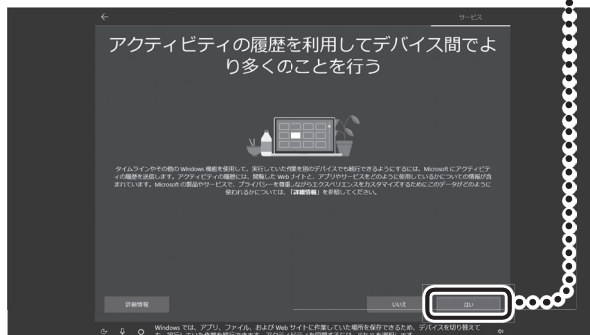 サービス
アクティビティの履歴を利用してデバイス間でよ
り多くのことを行う
タイムラインやその他の Windows 機能を使用して、実行していた作業を別のデバイスでも続行できるようにするには、Microsoft にアクティビテ
ィの履歴を送信します。アクティビティの履歴には、閲覧した Web サイトと、アプリやサービスをどのように使用しているかについての情報が含
まれています。Microsoft の製品やサービスで、プライバシーを尊重しながらエクスペリエンスをカスタマイズするためにこのデータがどのように
使われるかについては、「詳細情報」を参照してください。
詳細情報
いいえ
はい
Windows では、アプリ、ファイル、および Web サイトに作業していた場所を保存できるため、デバイスを切り替えて